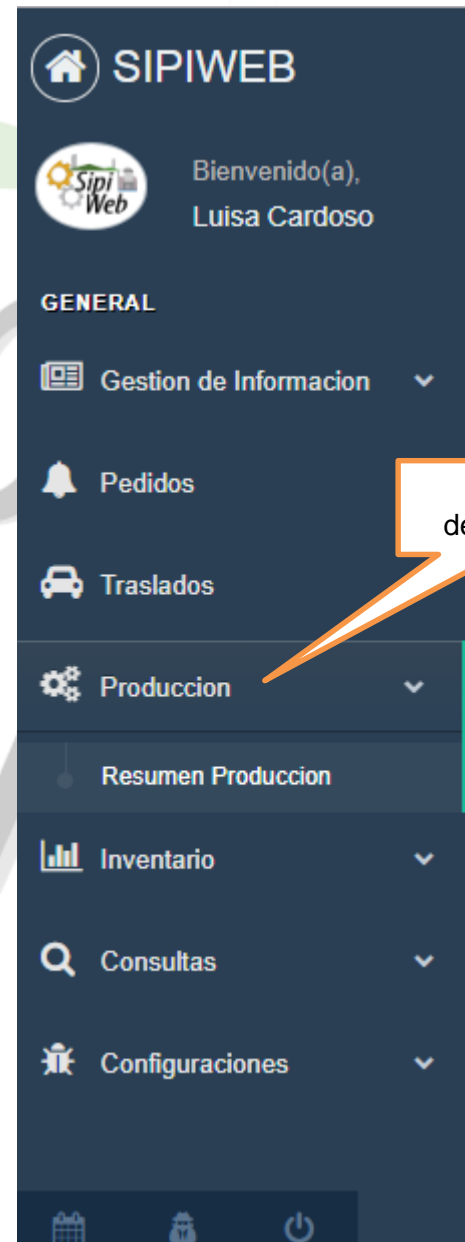 SIPIWEB
Sipi
Web
Bienvenido(a),
Luisa Cardoso
GENERAL
Gestion de Informacion
Pedidos
Traslados
Produccion
Resumen Produccion
Inventario
Consultas
Configuraciones